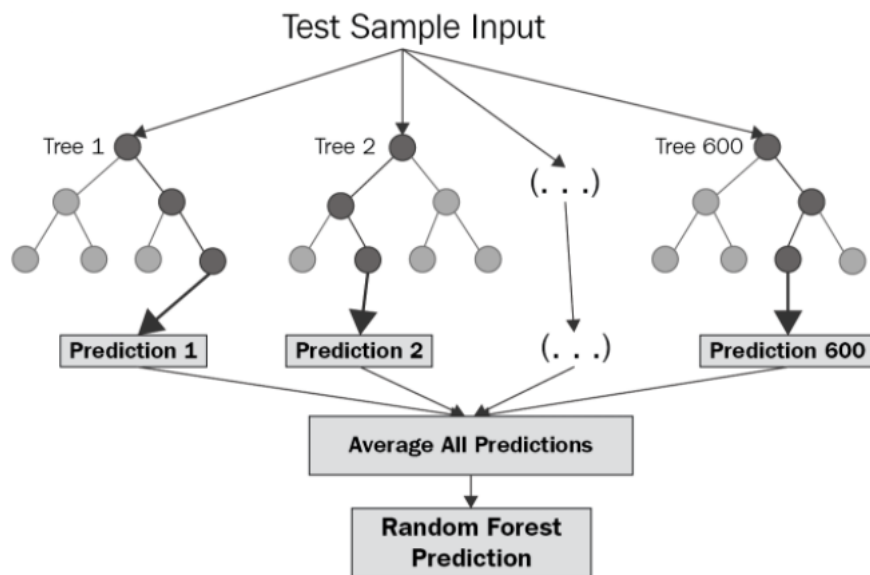 Test Sample Input
Tree 1
Tree 2
Tree 600
(. . .)
Prediction 1
Prediction 2
(. . .)
Prediction 600
Average All Predictions
Random Forest
Prediction